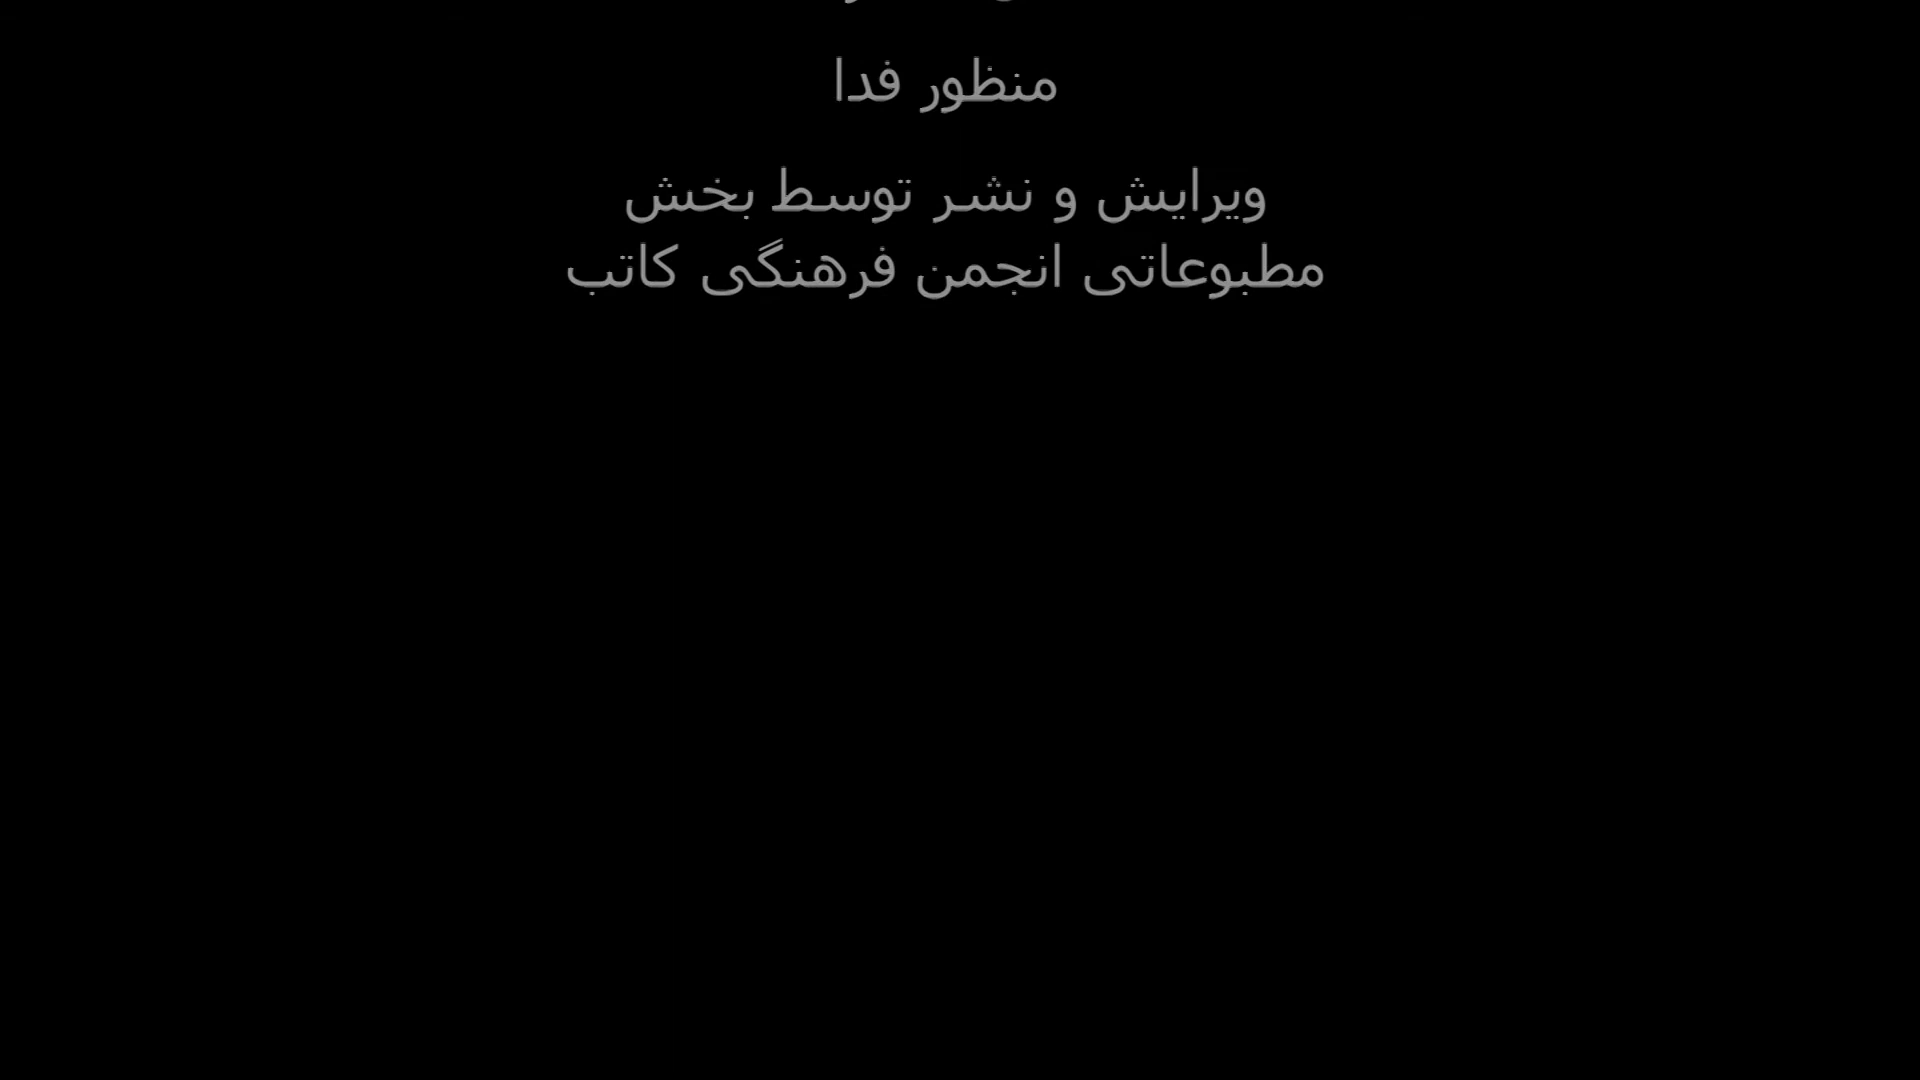 منظور فدا
ویرایش و نشر توسط بخش
مطبوعاتی انجمن فرهنگی کاتب